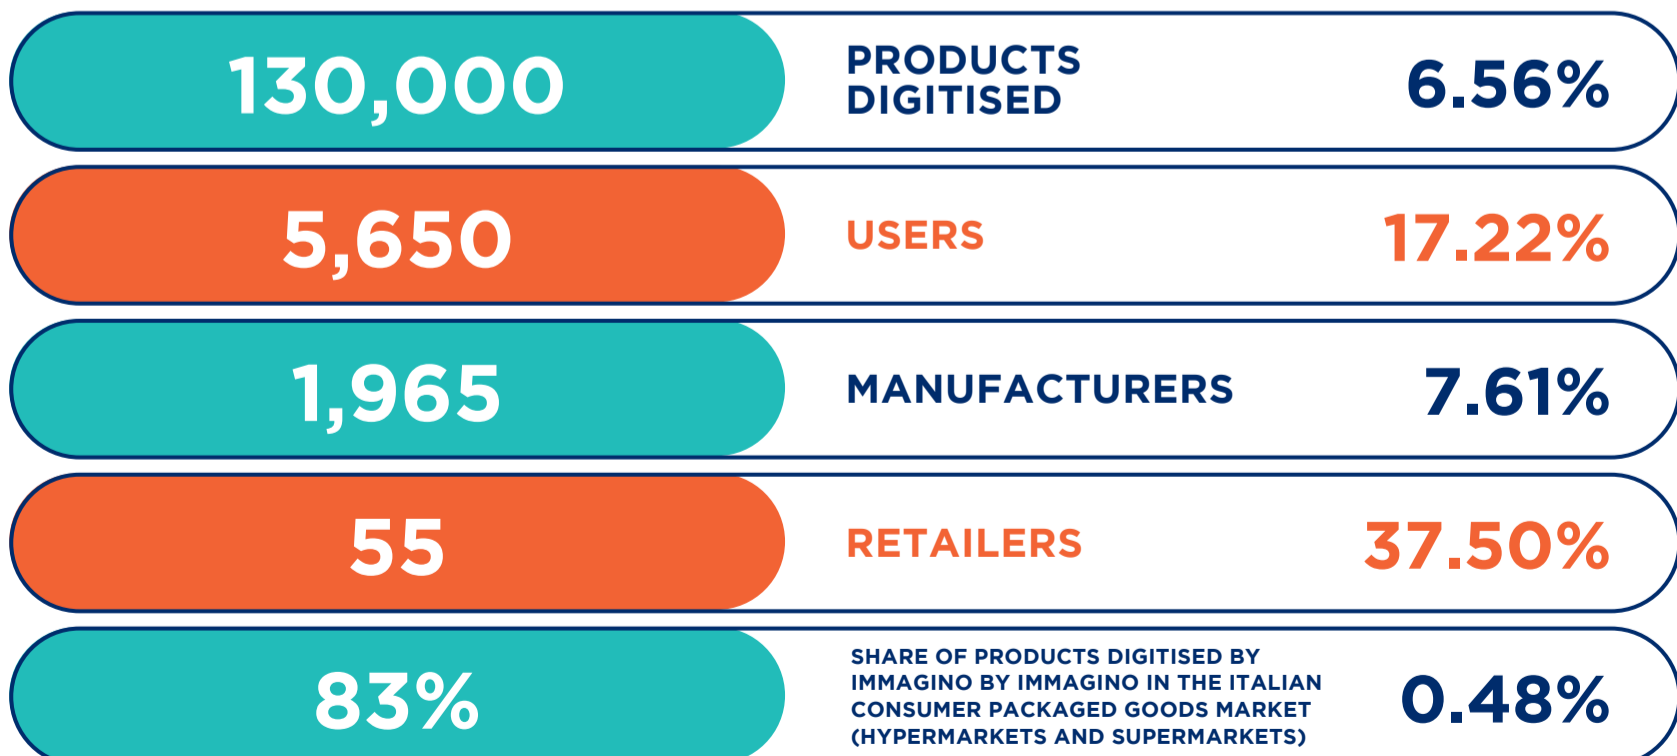 130,000
PRODUCTS
DIGITISED
6.56%
5,650
USERS
17.22%
1,965
MANUFACTURERS
7.61%
55
RETAILERS
37.50%
83%
SHARE OF PRODUCTS DIGITISED BY
IMMAGINO BY IMMAGINO IN THE ITALIAN
CONSUMER PACKAGED GOODS MARKET
(HYPERMARKETS AND SUPERMARKETS)
0.48%